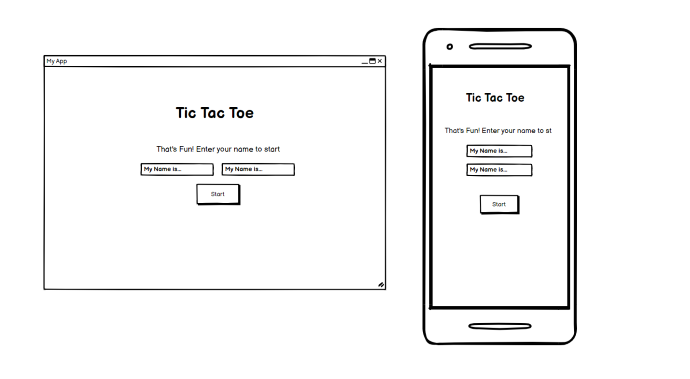 My App
Tic Tac Toe
That's Fun! Enter your name to start
My Name is... My Name is...
Start
Tic Tac Toe
That's Fun! Enter your name to st
My Name is...
My Name is...
Start